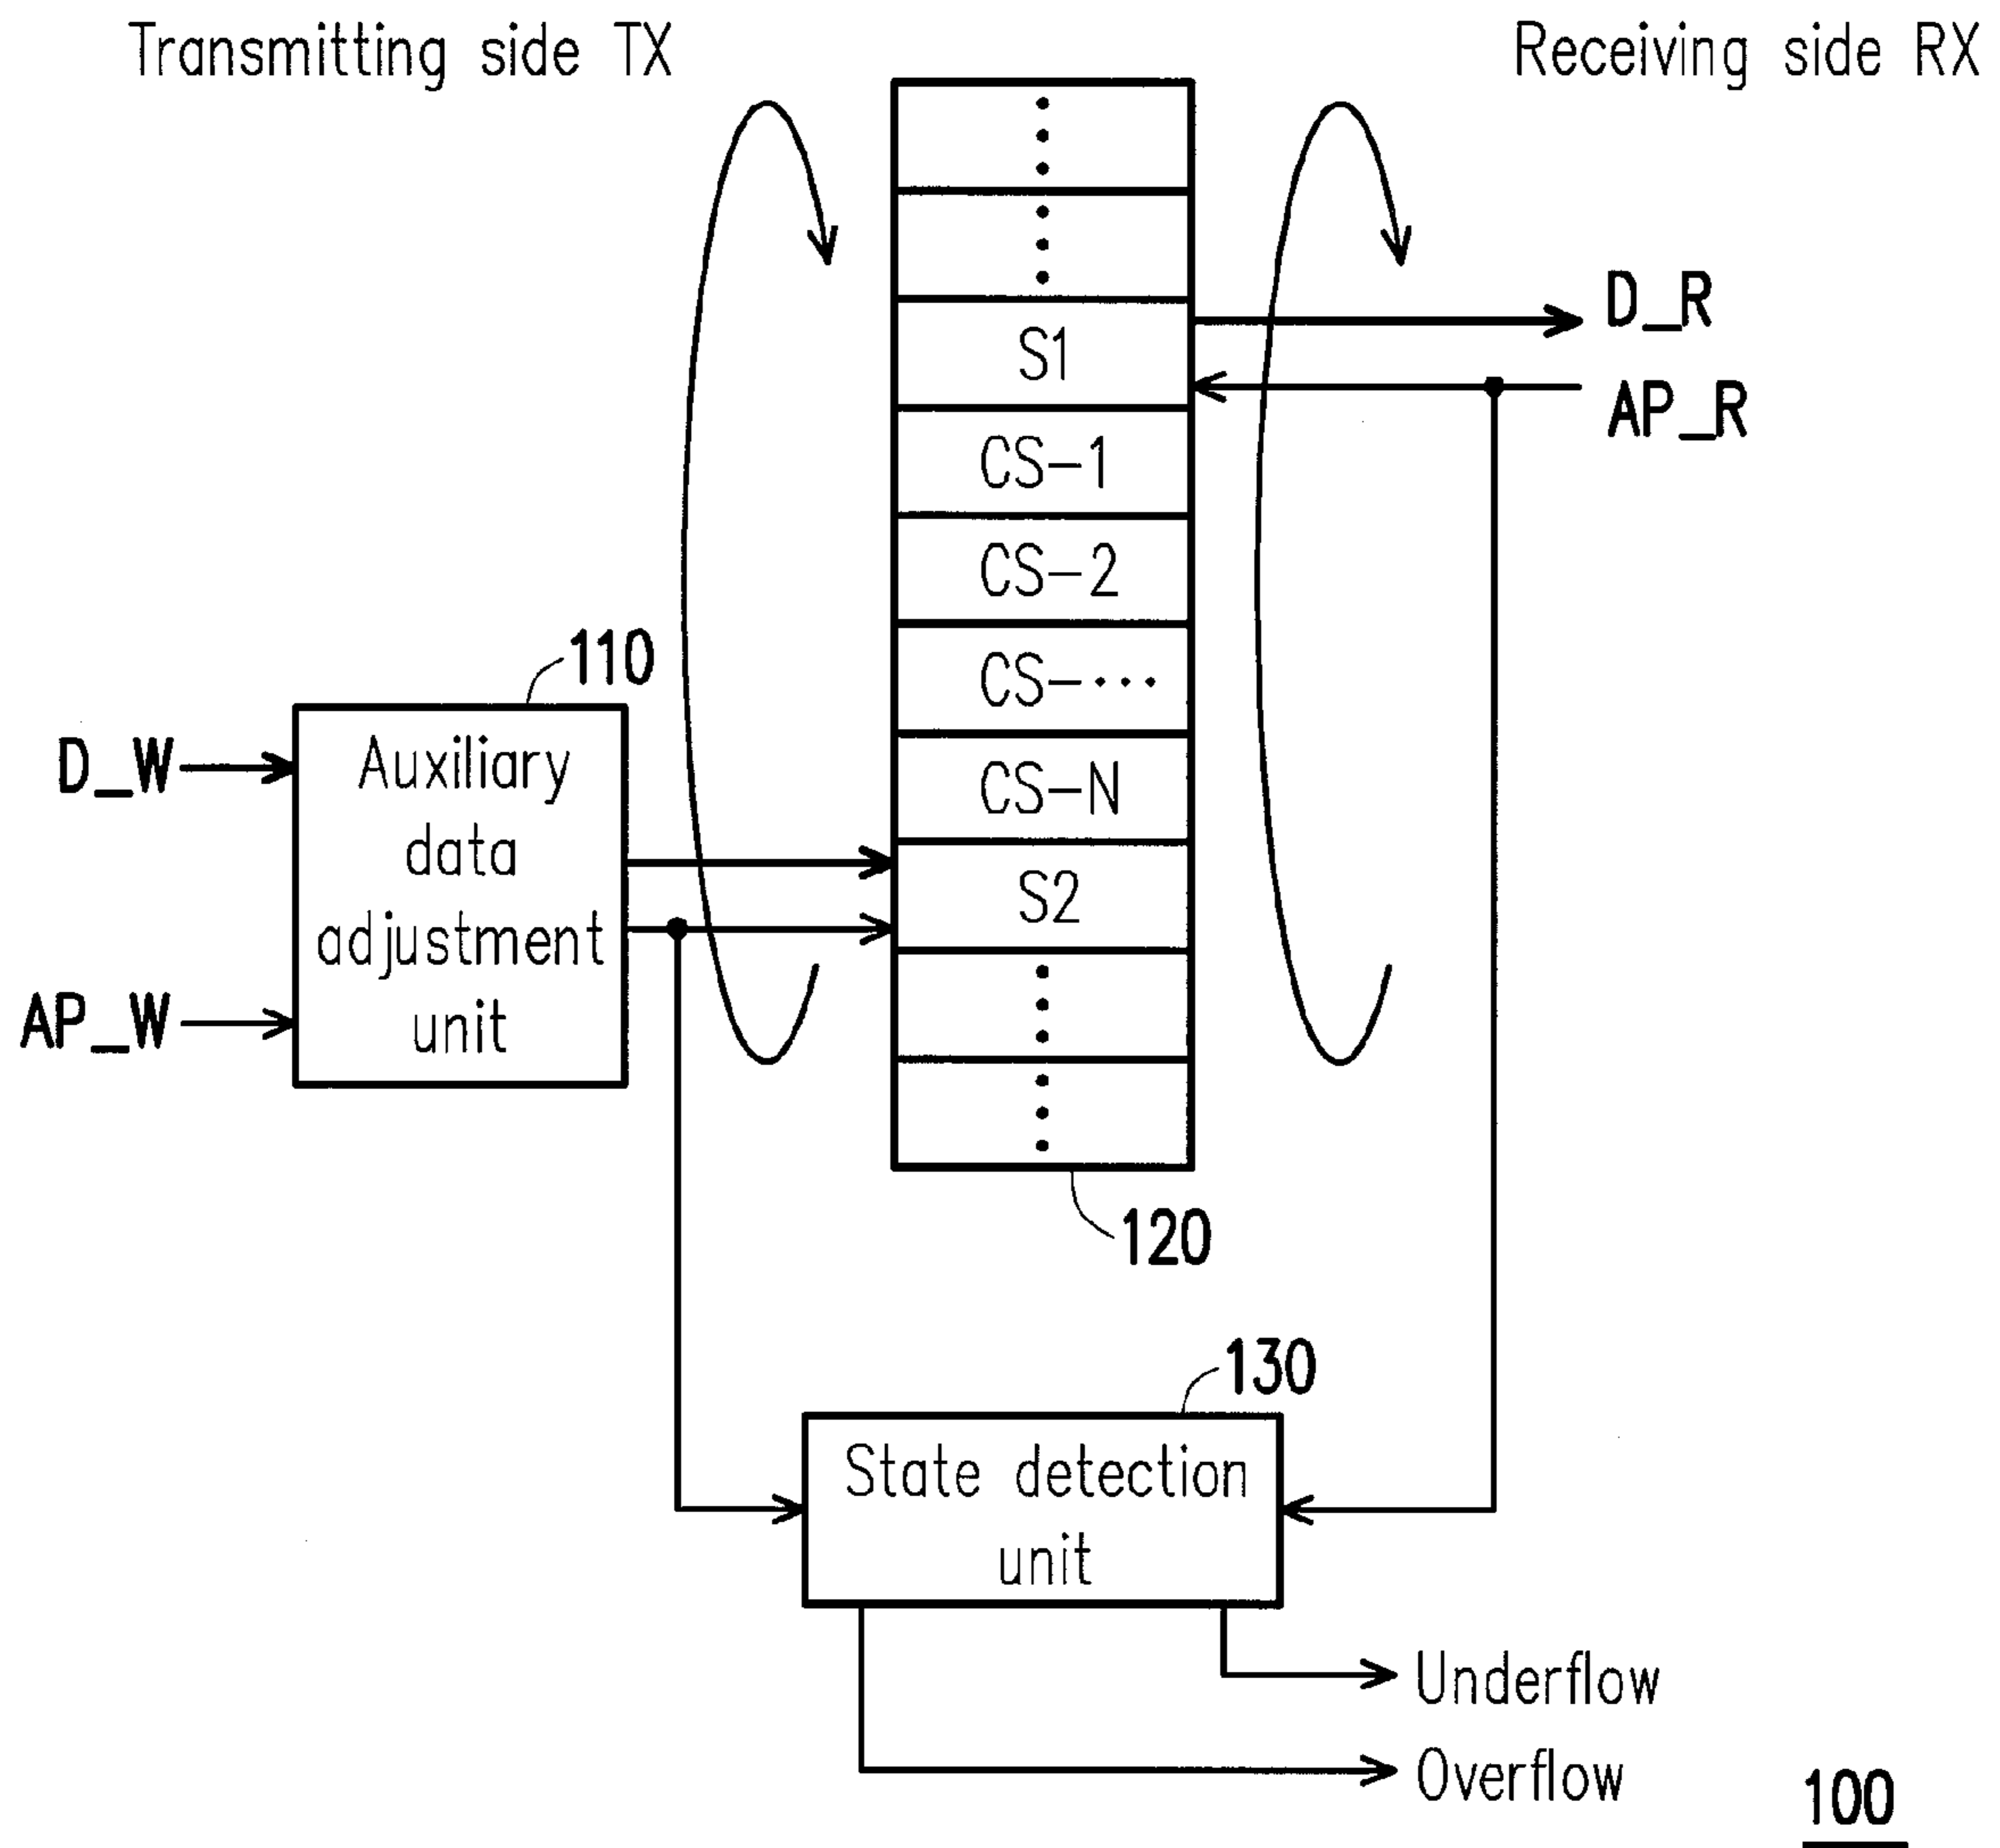 Transmitting side TX
Receiving side RX
D_R
S1
AP_R
CS-1
CS-2
110
CS-···
D_W
Auxiliary
data
adjustment
unit
CS-N
S2
AP_W
120
130
State detection
unit
Underflow
Overflow
100